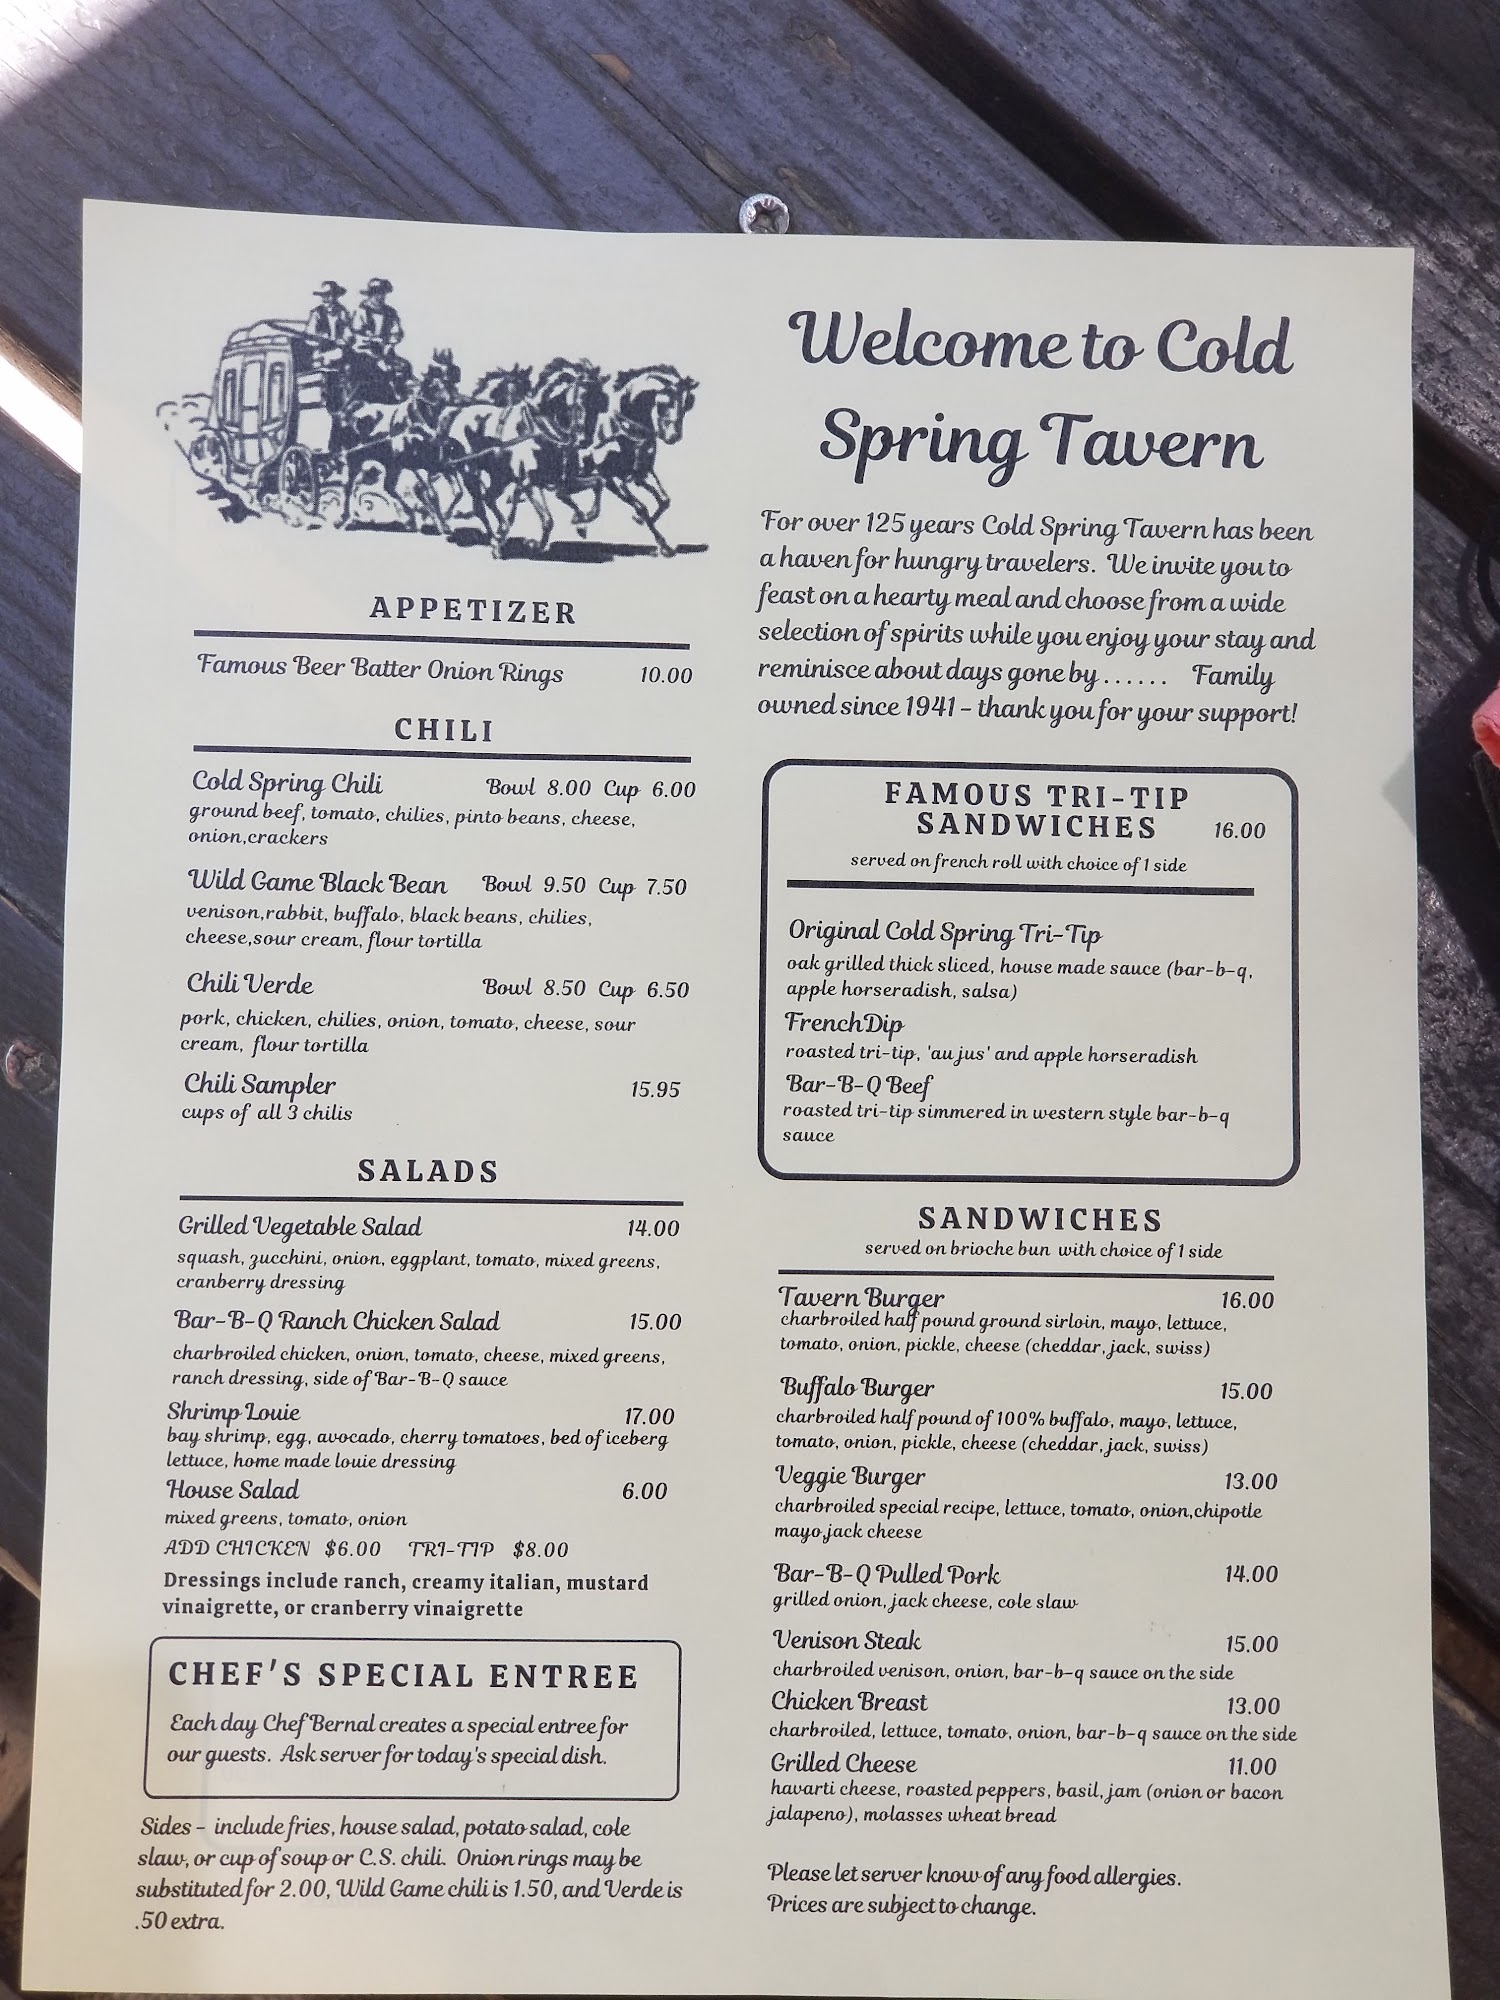 Welcome to Cold
Spring Tavern
For over 125 years Cold Spring Tavern has been
a haven for hungry travelers. We invite you to
feast on a hearty meal and choose from a wide
selection of spirits while you enjoy your stay and
reminisce about days gone by ...... Family
owned since 1941 - thank you for your support!
APPETIZER
Famous Beer Batter Onion Rings 10.00
CHILI
Cold Spring Chili Bowl 8.00 Cup 6.00
ground beef, tomato, chilies, pinto beans, cheese,
onion,crackers
Wild Game Black Bean Bowl 9.50 Cup 7.50
venison,rabbit, buffalo, black beans, chilies,
cheese,sour cream, flour tortilla
Chili Verde Bowl 8.50 Cup 6.50
pork, chicken, chilies, onion, tomato, cheese, sour
cream, flour tortilla
Chili Sampler 15.95
cups of all 3 chilis
SALADS
Grilled Vegetable Salad 14.00
squash, zucchini, onion, eggplant, tomato, mixed greens,
cranberry dressing
Bar-B-Q Ranch Chicken Salad 15.00
charbroiled chicken, onion, tomato, cheese, mixed greens,
ranch dressing, side of Bar-B-Q sauce
Shrimp Louie 17.00
bay shrimp, egg, avocado, cherry tomatoes, bed of iceberg
lettuce, home made louie dressing
House Salad 6.00
mixed greens, tomato, onion
ADD CHICKEN $6.00 TRI-TIP $8.00
Dressings include ranch, creamy italian, mustard
vinaigrette, or cranberry vinaigrette
CHEF'S SPECIAL ENTREE
Each day Chef Bernal creates a special entree for
our guests. Ask server for today's special dish.
Sides - include fries, house salad, potato salad, cole
slaw, or cup of soup or C.S. chili. Onion rings may be
substituted for 2.00, Wild Game chili is 1.50, and Verde is
.50 extra.
FAMOUS TRI-TIP
SANDWICHES 16.00
served on french roll with choice of 1 side
Original Cold Spring Tri-Tip
oak grilled thick sliced, house made sauce (bar-b-q,
apple horseradish, salsa)
FrenchDip
roasted tri-tip, 'au jus' and apple horseradish
Bar-B-Q Beef
roasted tri-tip simmered in western style bar-b-q
sauce
SANDWICHES
served on brioche bun with choice of 1 side
Tavern Burger 16.00
charbroiled half pound ground sirloin, mayo, lettuce,
tomato, onion, pickle, cheese (cheddar, jack, swiss)
Buffalo Burger 15.00
charbroiled half pound of 100% buffalo, mayo, lettuce,
tomato, onion, pickle, cheese (cheddar, jack, swiss)
Veggie Burger 13.00
charbroiled special recipe, lettuce, tomato, onion,chipotle
mayo,jack cheese
Bar-B-Q Pulled Pork 14.00
grilled onion, jack cheese, cole slaw
Venison Steak 15.00
charbroiled venison, onion, bar-b-q sauce on the side
Chicken Breast 13.00
charbroiled, lettuce, tomato, onion, bar-b-q sauce on the side
Grilled Cheese 11.00
havarti cheese, roasted peppers, basil, jam (onion or bacon
jalapeno), molasses wheat bread
Please let server know of any food allergies.
Prices are subject to change.